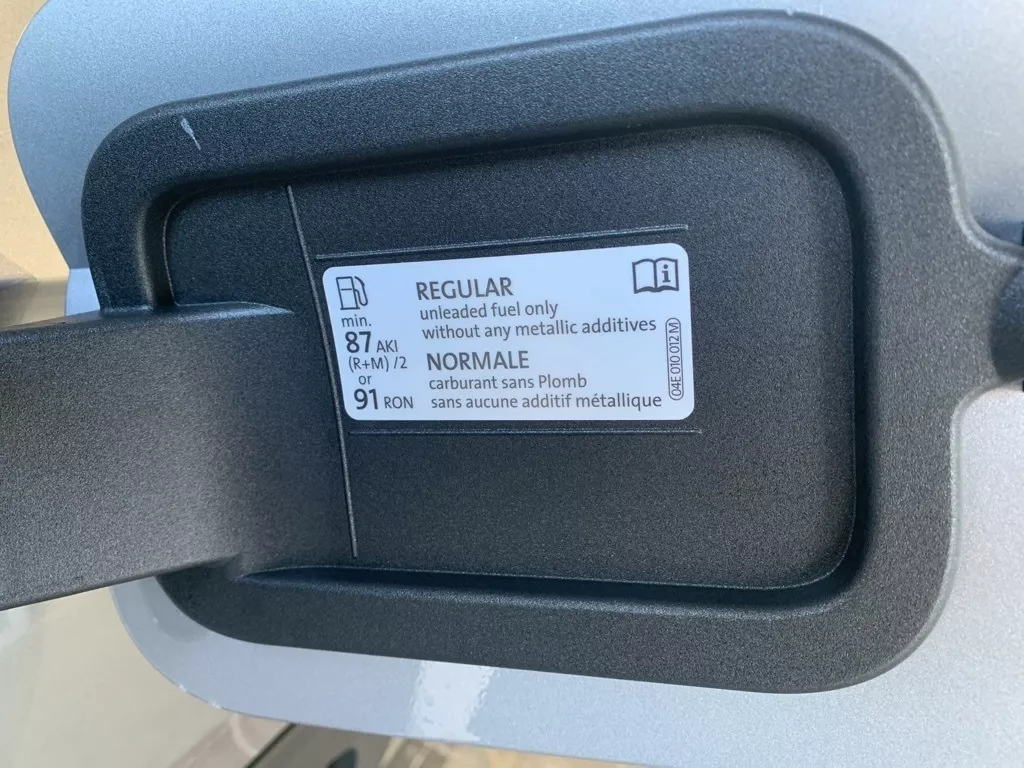 REGULAR
unleaded fuel only
without any metallic additives
NORMALE
carburant sans Plomb
sans aucune additif métallique
min.
87 AKI
(R+M) /2
or
91 RON
04E 010 012 M